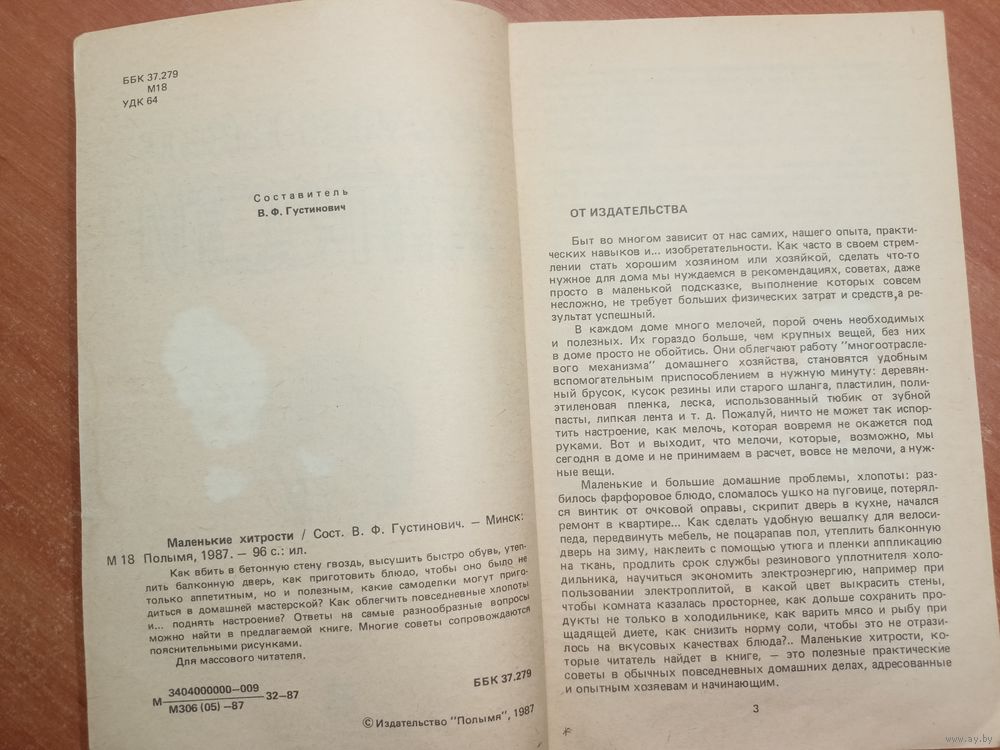 ББК 37.279
М18
УДК 64
Составитель
В. Ф. Густинович
Маленькие хитрости / Сост. В. Ф. Густинович. — Минск:
М 18 Полымя, 1987. — 96 с.: ил.
Как вбить в бетонную стену гвоздь, высушить быстро обувь, утеп-
лить балконную дверь, как приготовить блюдо, чтобы оно было не
только аппетитным, но и полезным, какие самоделки могут приго-
диться в домашней мастерской? Как облегчить повседневные хлопоты
и... поднять настроение? Ответы на самые разнообразные вопросы
можно найти в предлагаемой книге. Многие советы сопровождаются
пояснительными рисунками.
Для массового читателя.
М 3404000000—009 32—87
М306 (05) —87
ББК 37.279
© Издательство "Полымя", 1987
ОТ ИЗДАТЕЛЬСТВА
Быт во многом зависит от нас самих, нашего опыта, практи-
ческих навыков и... изобретательности. Как часто в своем стрем-
лении стать хорошим хозяином или хозяйкой, сделать что-то
нужное для дома мы нуждаемся в рекомендациях, советах, даже
просто в маленькой подсказке, выполнение которых совсем
несложно, не требует больших физических затрат и средств,а ре-
зультат успешный.
В каждом доме много мелочей, порой очень необходимых
и полезных. Их гораздо больше, чем крупных вещей, без них
в доме просто не обойтись. Они облегчают работу "многоотрасле-
вого механизма" домашнего хозяйства, становятся удобным
вспомогательным приспособлением в нужную минуту: деревян-
ный брусок, кусок резины или старого шланга, пластилин, поли-
этиленовая пленка, леска, использованный тюбик от зубной
пасты, липкая лента и т. д. Пожалуй, ничто не может так испор-
тить настроение, как мелочь, которая вовремя не окажется под
руками. Вот и выходит, что мелочи, которые, возможно, мы
сегодня в доме и не принимаем в расчет, вовсе не мелочи, а нуж-
ные вещи.
Маленькие и большие домашние проблемы, хлопоты: раз-
билось фарфоровое блюдо, сломалось ушко на пуговице, потерял-
ся винтик от очковой оправы, скрипит дверь в кухне, начался
ремонт в квартире... Как сделать удобную вешалку для велоси-
педа, передвинуть мебель, не поцарапав пол, утеплить балконную
дверь на зиму, наклеить с помощью утюга и пленки аппликацию
на ткань, продлить срок службы резинового уплотнителя холо-
дильника, научиться экономить электроэнергию, например при
пользовании электроплитой, в какой цвет выкрасить стены,
чтобы комната казалась просторнее, как дольше сохранить про-
дукты не только в холодильнике, как варить мясо и рыбу при
щадящей диете, как снизить норму соли, чтобы это не отрази-
лось на вкусовых качествах блюда?.. Маленькие хитрости, ко-
торые читатель найдет в книге, — это полезные практические
советы в обычных повседневных домашних делах, адресованные
и опытным хозяевам и начинающим.
3
www.ay.by